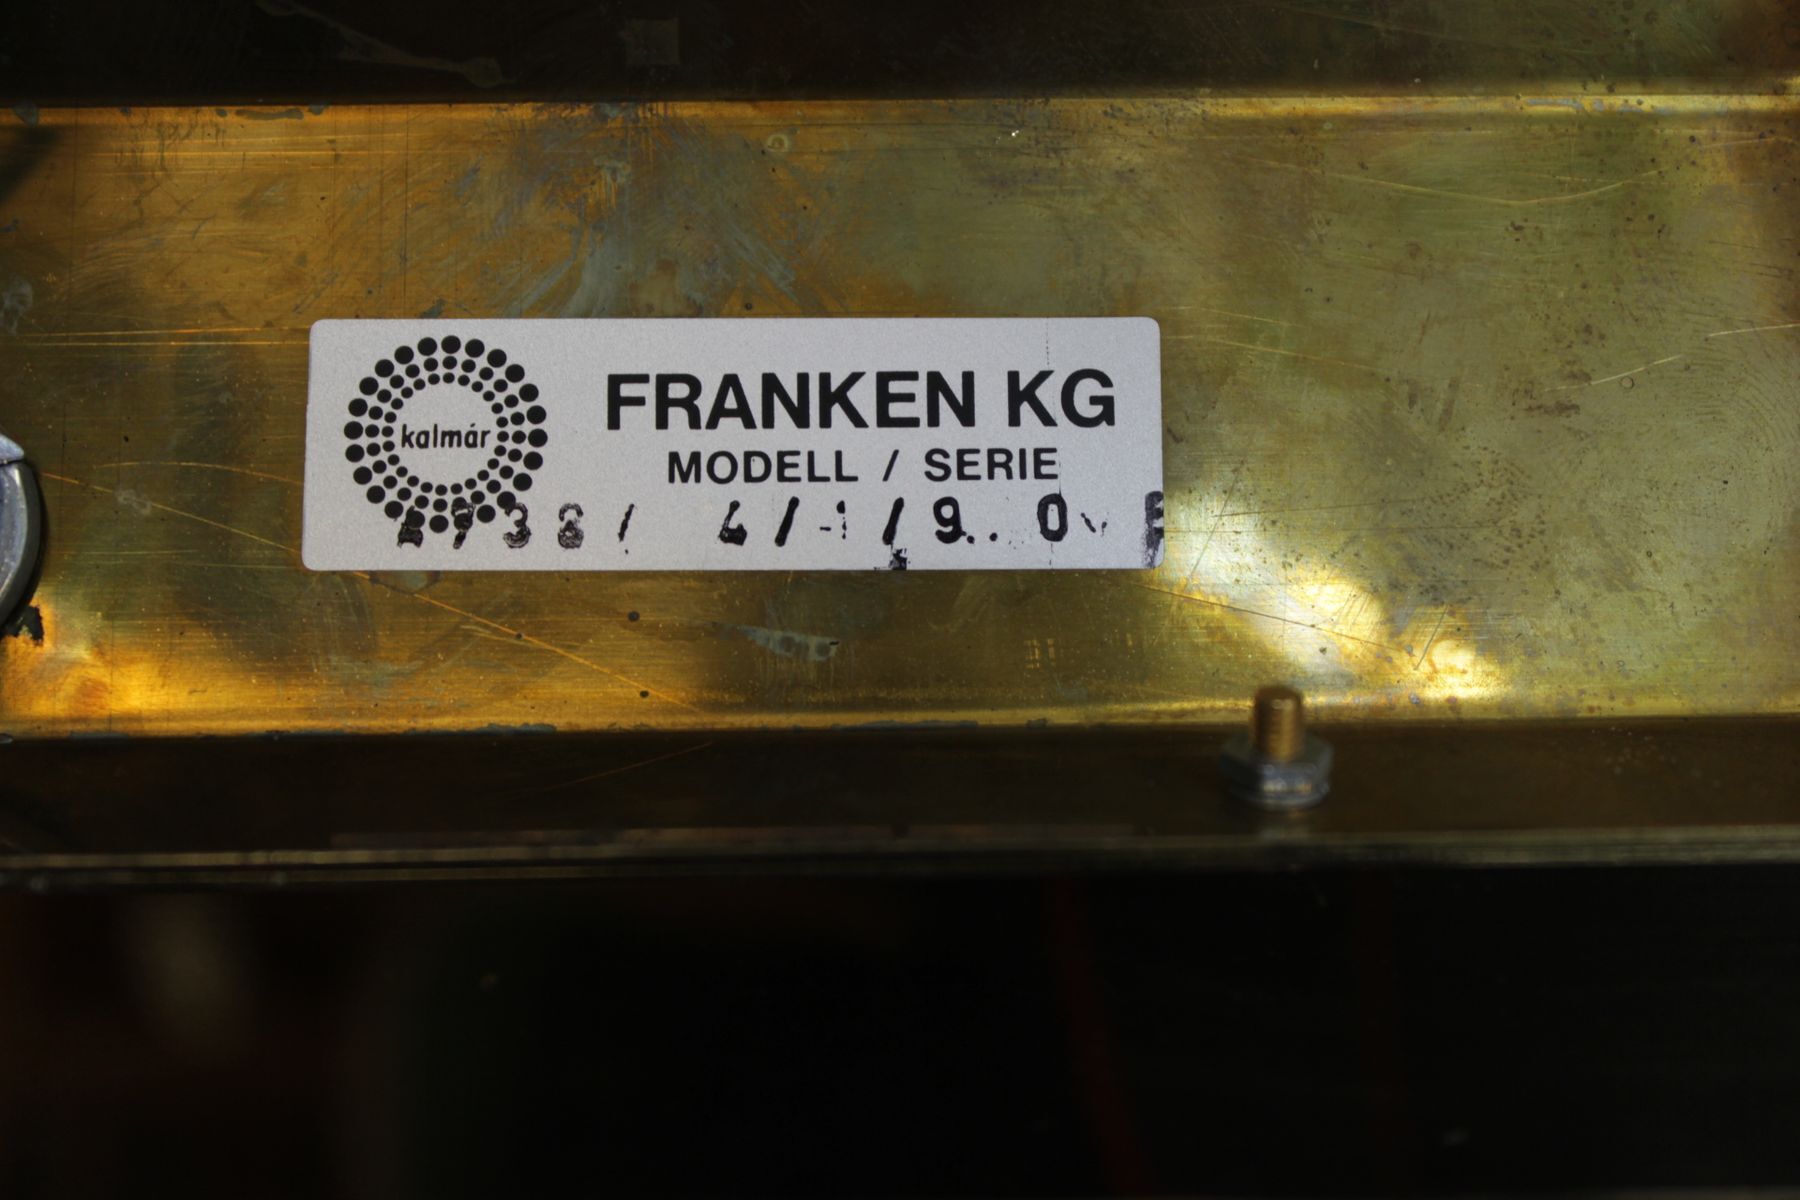 kalmár
FRANKEN KG
MODELL / SERIE